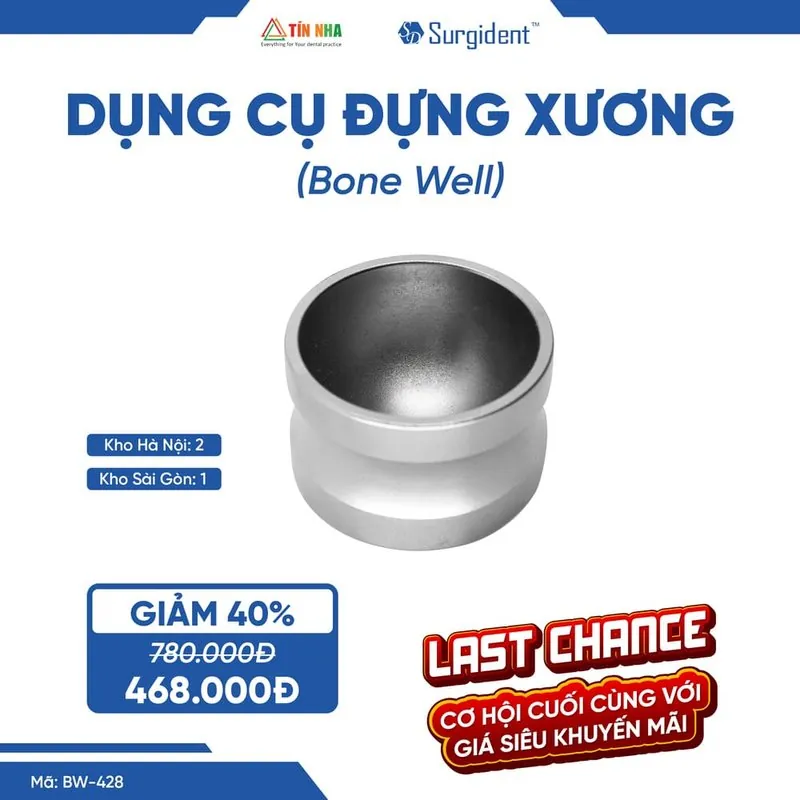 TÍN NHA
Everything for Your dental practice
Surgident™
DỤNG CỤ ĐỰNG XƯƠNG
(Bone Well)
Kho Hà Nội: 2
Kho Sài Gòn: 1
GIẢM 40%
780.000Đ
468.000Đ
LAST CHANCE
CƠ HỘI CUỐI CÙNG VỚI
GIÁ SIÊU KHUYẾN MÃI
Mã: BW-428